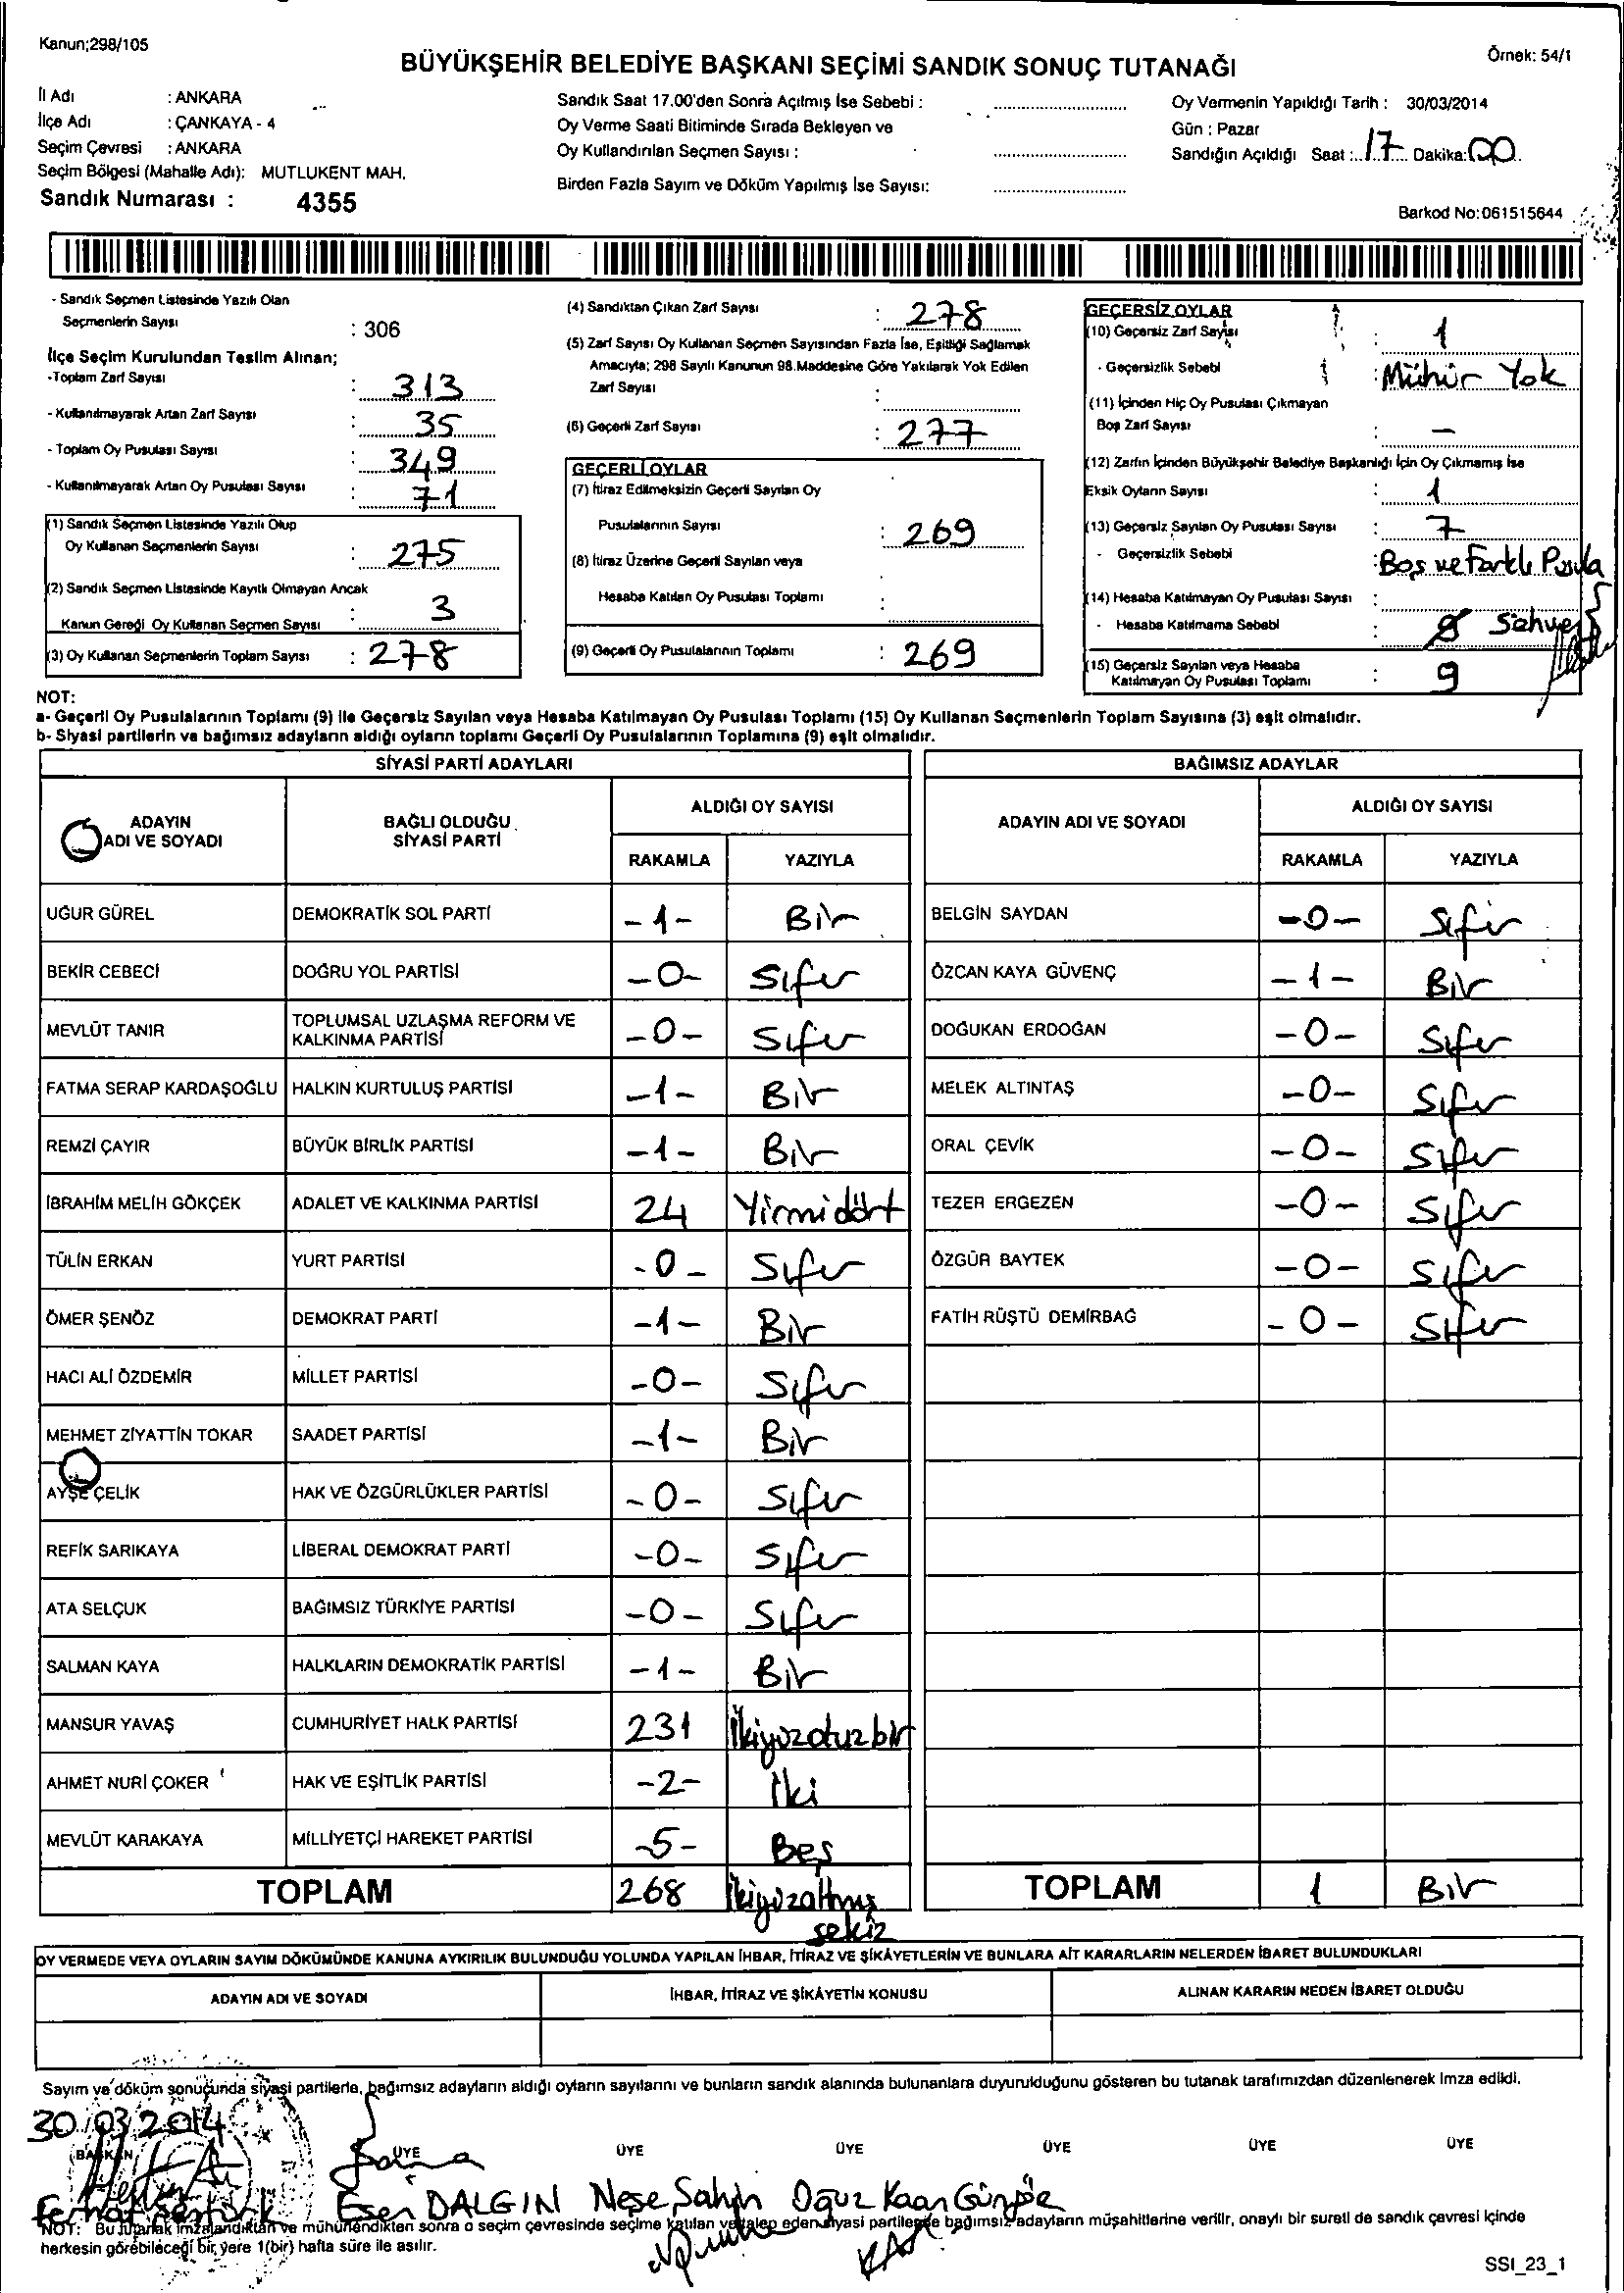 Kanun;298/105
Örnek: 54/1
BÜYÜKŞEHİR BELEDİYE BAŞKANI SEÇİMİ SANDIK SONUÇ TUTANAĞI
İl Adı : ANKARA
İlçe Adı : ÇANKAYA - 4
Seçim Çevresi : ANKARA
Seçim Bölgesi (Mahalle Adı): MUTLUKENT MAH.
Sandık Numarası : 4355
Sandık Saat 17.00'den Sonra Açılmış İse Sebebi :
Oy Verme Saati Bitiminde Sırada Bekleyen ve
Oy Kullandırılan Seçmen Sayısı :
Birden Fazla Sayım ve Döküm Yapılmış İse Sayısı:
Oy Vermenin Yapıldığı Tarih : 30/03/2014
Gün : Pazar
Sandığın Açıldığı Saat : 17 Dakika: 00
Barkod No:061515644
- Sandık Seçmen Listesinde Yazılı Olan
Seçmenlerin Sayısı : 306
İlçe Seçim Kurulundan Teslim Alınan;
-Toplam Zarf Sayısı : 313
- Kullanılmayarak Artan Zarf Sayısı : 35
- Toplam Oy Pusulası Sayısı : 349
- Kullanılmayarak Artan Oy Pusulası Sayısı : 71
(1) Sandık Seçmen Listesinde Yazılı Olup
Oy Kullanan Seçmenlerin Sayısı : 275
(2) Sandık Seçmen Listesinde Kayıtlı Olmayan Ancak
Kanun Gereği Oy Kullanan Seçmen Sayısı : 3
(3) Oy Kullanan Seçmenlerin Toplam Sayısı : 278
(4) Sandıktan Çıkan Zarf Sayısı : 278
(5) Zarf Sayısı Oy Kullanan Seçmen Sayısından Fazla İse, Eşitliği Sağlamak
Amacıyla; 298 Sayılı Kanunun 98.Maddesine Göre Yakılarak Yok Edilen
Zarf Sayısı :
(6) Geçerli Zarf Sayısı : 277
GEÇERLİ OYLAR
(7) İtiraz Edilmeksizin Geçerli Sayılan Oy
Pusulalarının Sayısı : 269
(8) İtiraz Üzerine Geçerli Sayılan veya
Hesaba Katılan Oy Pusulası Toplamı :
(9) Geçerli Oy Pusulalarının Toplamı : 269
GEÇERSİZ OYLAR
(10) Geçersiz Zarf Sayısı : 1
- Geçersizlik Sebebi : Mühür Yok
(11) İçinden Hiç Oy Pusulası Çıkmayan
Boş Zarf Sayısı : -
(12) Zarfın İçinden Büyükşehir Belediye Başkanlığı İçin Oy Çıkmamış İse
Eksik Oyların Sayısı : 1
(13) Geçersiz Sayılan Oy Pusulası Sayısı : 7
- Geçersizlik Sebebi : Boş ve Farklı Pusula
(14) Hesaba Katılmayan Oy Pusulası Sayısı :
- Hesaba Katılmama Sebebi : Sehven
(15) Geçersiz Sayılan veya Hesaba
Katılmayan Oy Pusulası Toplamı : 9
NOT:
a- Geçerli Oy Pusulalarının Toplamı (9) ile Geçersiz Sayılan veya Hesaba Katılmayan Oy Pusulası Toplamı (15) Oy Kullanan Seçmenlerin Toplam Sayısına (3) eşit olmalıdır.
b- Siyasi partilerin ve bağımsız adayların aldığı oyların toplamı Geçerli Oy Pusulalarının Toplamına (9) eşit olmalıdır.
SİYASİ PARTİ ADAYLARI
ADAYIN ADI VE SOYADI BAĞLI OLDUĞU SİYASİ PARTİ ALDIĞI OY SAYISI
RAKAMLA YAZIYLA
UĞUR GÜREL DEMOKRATİK SOL PARTİ -1- Bir
BEKİR CEBECİ DOĞRU YOL PARTİSİ -0- Sıfır
MEVLÜT TANIR TOPLUMSAL UZLAŞMA REFORM VE KALKINMA PARTİSİ -0- Sıfır
FATMA SERAP KARDAŞOĞLU HALKIN KURTULUŞ PARTİSİ -1- Bir
REMZİ ÇAYIR BÜYÜK BİRLİK PARTİSİ -1- Bir
İBRAHİM MELİH GÖKÇEK ADALET VE KALKINMA PARTİSİ 24 Yirmidört
TÜLİN ERKAN YURT PARTİSİ -0- Sıfır
ÖMER ŞENÖZ DEMOKRAT PARTİ -1- Bir
HACI ALİ ÖZDEMİR MİLLET PARTİSİ -0- Sıfır
MEHMET ZİYATTİN TOKAR SAADET PARTİSİ -1- Bir
AYŞE ÇELİK HAK VE ÖZGÜRLÜKLER PARTİSİ -0- Sıfır
REFİK SARIKAYA LİBERAL DEMOKRAT PARTİ -0- Sıfır
ATA SELÇUK BAĞIMSIZ TÜRKİYE PARTİSİ -0- Sıfır
SALMAN KAYA HALKLARIN DEMOKRATİK PARTİSİ -1- Bir
MANSUR YAVAŞ CUMHURİYET HALK PARTİSİ 231 İkiyüzotuzbir
AHMET NURİ ÇOKER HAK VE EŞİTLİK PARTİSİ -2- İki
MEVLÜT KARAKAYA MİLLİYETÇİ HAREKET PARTİSİ -5- Beş
TOPLAM 268 İkiyüzaltmış sekiz
BAĞIMSIZ ADAYLAR
ADAYIN ADI VE SOYADI ALDIĞI OY SAYISI
RAKAMLA YAZIYLA
BELGİN SAYDAN -0- Sıfır
ÖZCAN KAYA GÜVENÇ -1- Bir
DOĞUKAN ERDOĞAN -0- Sıfır
MELEK ALTINTAŞ -0- Sıfır
ORAL ÇEVİK -0- Sıfır
TEZER ERGEZEN -0- Sıfır
ÖZGÜR BAYTEK -0- Sıfır
FATİH RÜŞTÜ DEMİRBAĞ -0- Sıfır
TOPLAM 1 Bir
OY VERMEDE VEYA OYLARIN SAYIM DÖKÜMÜNDE KANUNA AYKIRILIK BULUNDUĞU YOLUNDA YAPILAN İHBAR, İTİRAZ VE ŞİKÂYETLERİN VE BUNLARA AİT KARARLARIN NELERDEN İBARET BULUNDUKLARI
ADAYIN ADI VE SOYADI İHBAR, İTİRAZ VE ŞİKÂYETİN KONUSU ALINAN KARARIN NEDEN İBARET OLDUĞU
Sayım ve döküm sonuçunda siyasi partilerle, bağımsız adayların aldığı oyların sayılarını ve bunların sandık alanında bulunanlara duyurulduğunu gösteren bu tutanak tarafımızdan düzenlenerek imza edildi.
30.03.2014
BAŞKAN ÜYE ÜYE ÜYE ÜYE ÜYE ÜYE
Ferhat Eser DALGIN Neşe Şahin Oğuz Kaan
NOT: Bu tutanak imzalandıktan ve mühürlendikten sonra o seçim çevresinde seçime katılan ve talep eden siyasi partilerle bağımsız adayların müşahitlerine verilir, onaylı bir sureti de sandık çevresi içinde
herkesin görebileceği bir yere 1(bir) hafta süre ile asılır.
SSI_23_1